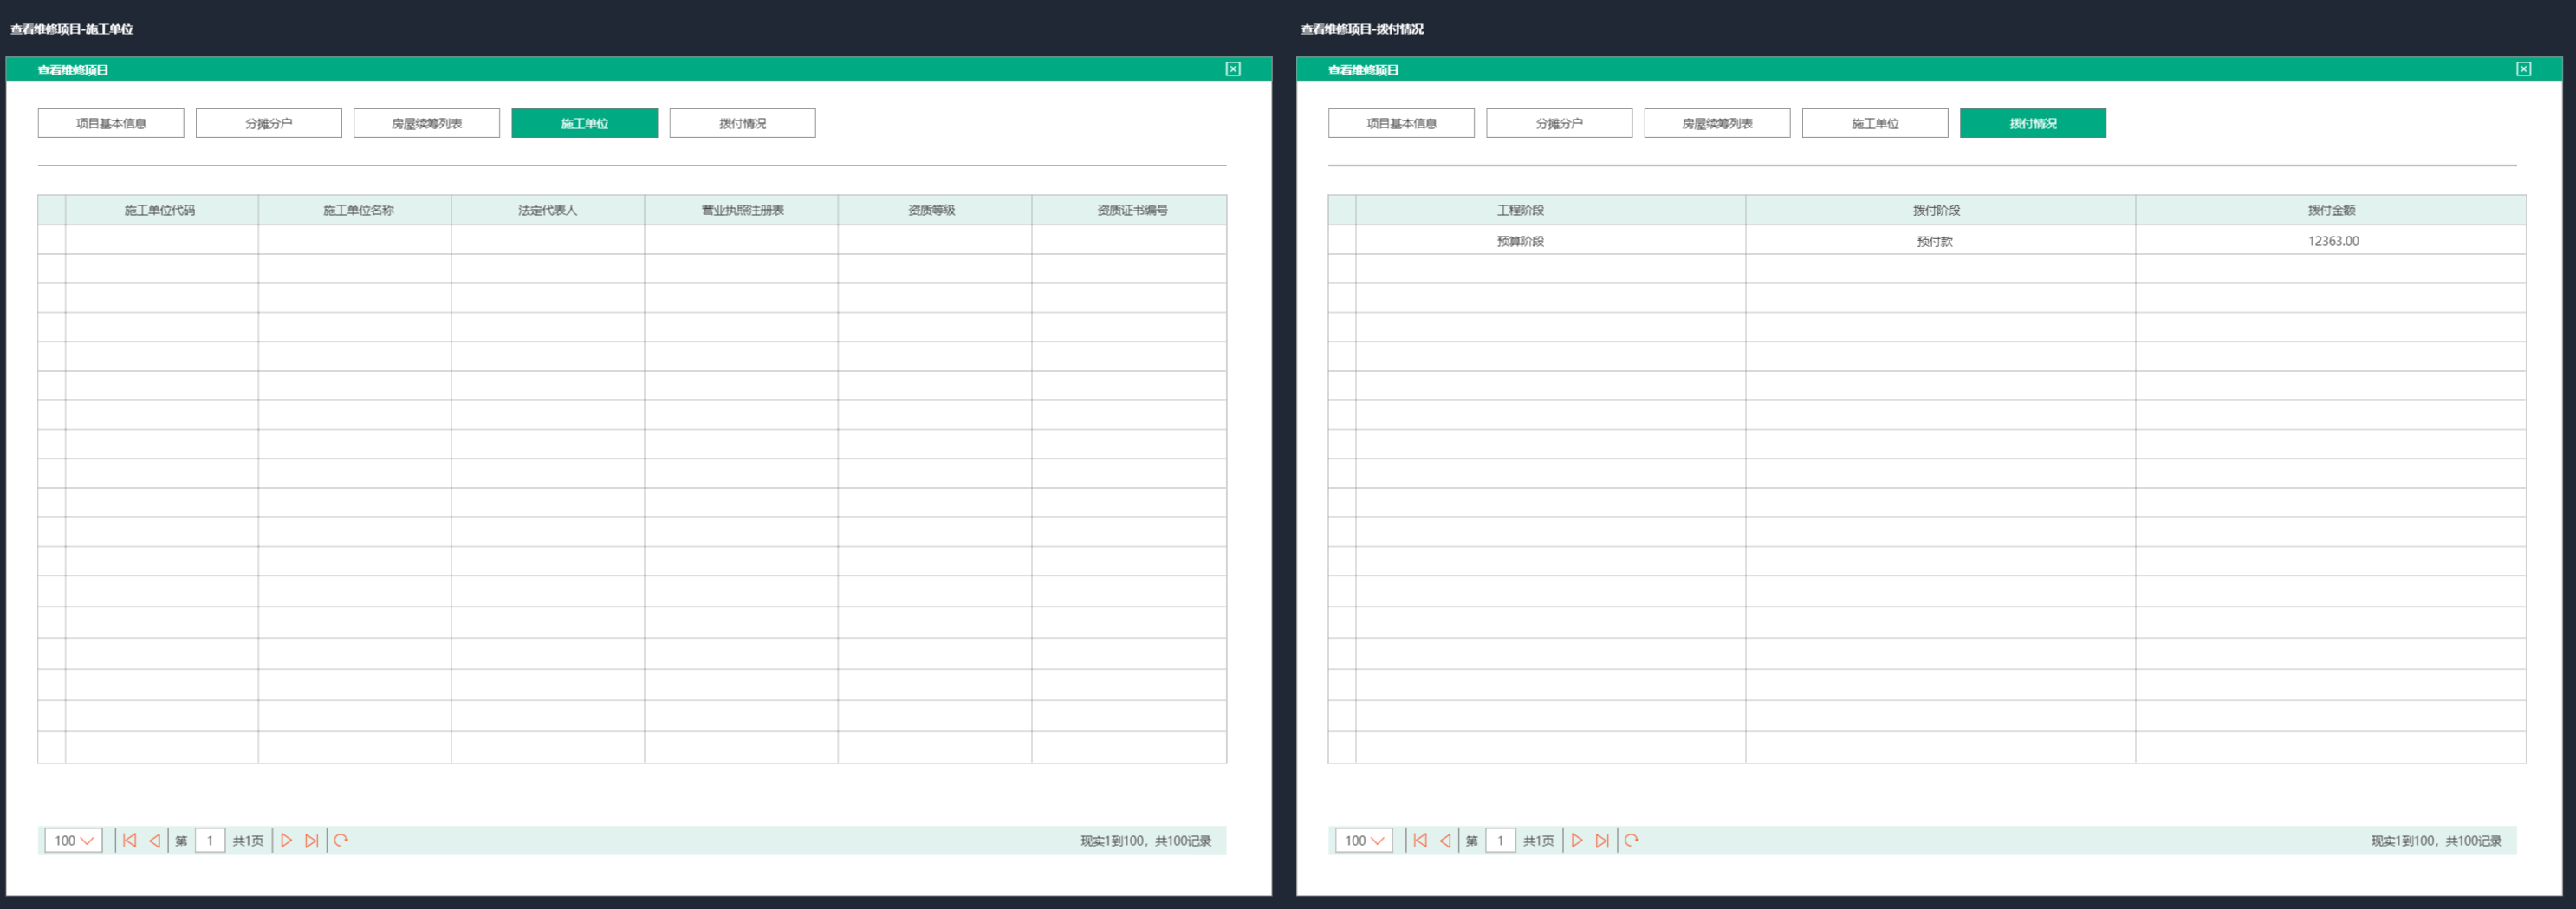 查看维修项目-施工单位
查看维修项目
项目基本信息 分摊分户 房屋续筹列表 施工单位 拨付情况
施工单位代码 施工单位名称 法定代表人 营业执照注册表 资质等级 资质证书编号
100 第 1 共1页 现实1到100，共100记录
查看维修项目-拨付情况
查看维修项目
项目基本信息 分摊分户 房屋续筹列表 施工单位 拨付情况
工程阶段 拨付阶段 拨付金额
预算阶段 预付款 12363.00
100 第 1 共1页 现实1到100，共100记录